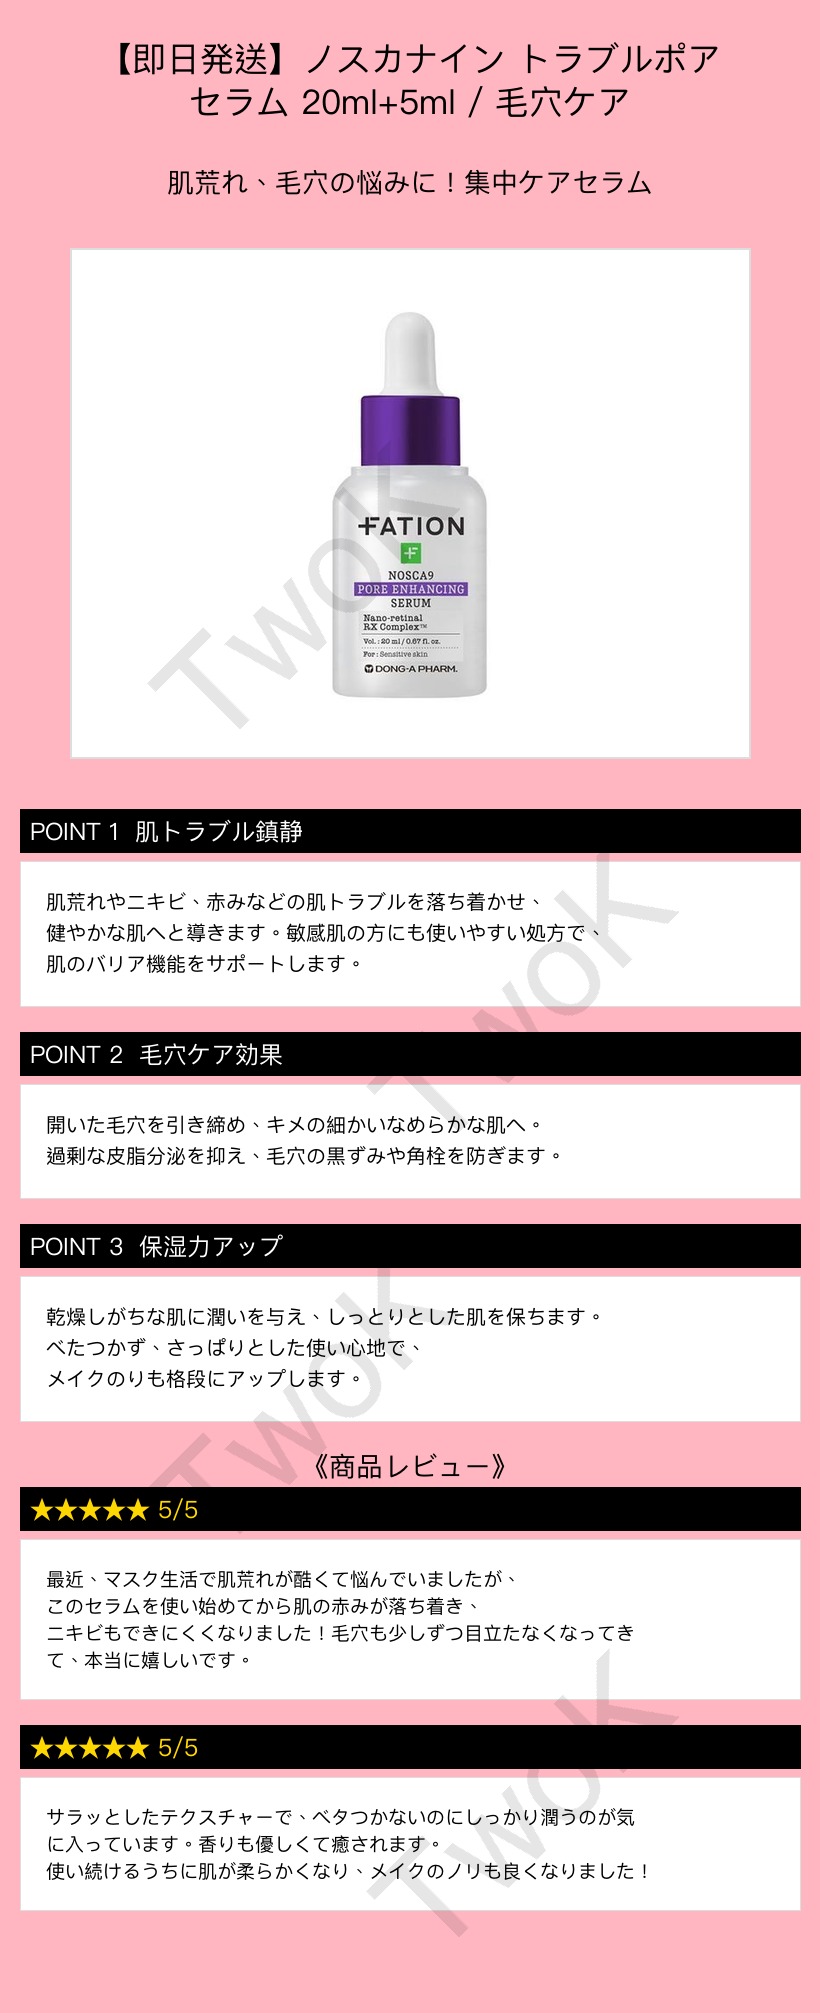 【即日発送】ノスカナイン トラブルポア
セラム 20ml+5ml / 毛穴ケア
肌荒れ、毛穴の悩みに！集中ケアセラム
FATION
NOSCA9
PORE ENHANCING
SERUM
Nano-retinal
RX Complex™
Vol. : 20 ml / 0.67 fl. oz.
For : Sensitive skin
DONG-A PHARM.
TwoK
POINT 1 肌トラブル鎮静
肌荒れやニキビ、赤みなどの肌トラブルを落ち着かせ、
健やかな肌へと導きます。敏感肌の方にも使いやすい処方で、
肌のバリア機能をサポートします。
TwoK
POINT 2 毛穴ケア効果
開いた毛穴を引き締め、キメの細かいなめらかな肌へ。
過剰な皮脂分泌を抑え、毛穴の黒ずみや角栓を防ぎます。
POINT 3 保湿力アップ
乾燥しがちな肌に潤いを与え、しっとりとした肌を保ちます。
べたつかず、さっぱりとした使い心地で、
メイクのりも格段にアップします。
TwoK
《商品レビュー》
★★★★★ 5/5
最近、マスク生活で肌荒れが酷くて悩んでいましたが、
このセラムを使い始めてから肌の赤みが落ち着き、
ニキビもできにくくなりました！毛穴も少しずつ目立たなくなってき
て、本当に嬉しいです。
★★★★★ 5/5
サラッとしたテクスチャーで、ベタつかないのにしっかり潤うのが気
に入っています。香りも優しくて癒されます。
使い続けるうちに肌が柔らかくなり、メイクのノリも良くなりました！
TwoK